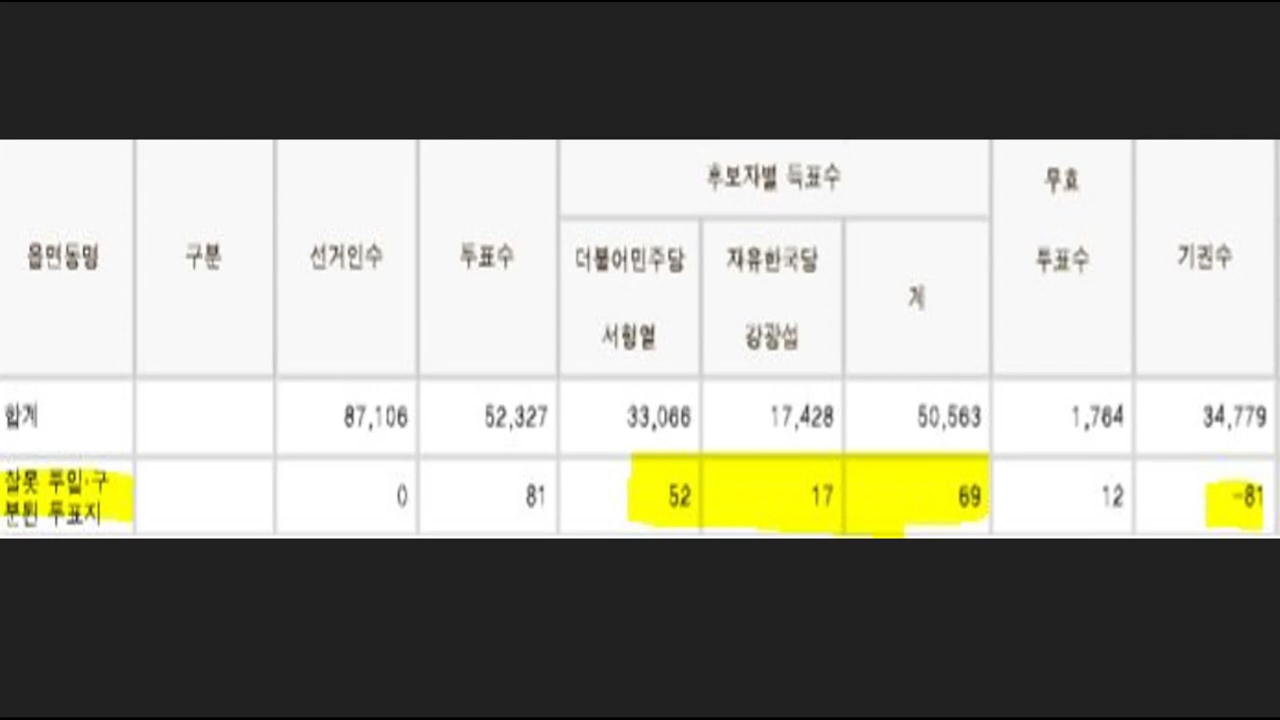 후보자별 득표수
무효
읍면동명 구분 선거인수 투표수 더불어민주당 자유한국당 투표수 기권수
계
서형열 강광섭
합계 87,106 52,327 33,066 17,428 50,563 1,764 34,779
잘못 투입·구
분된 투표지 0 81 52 17 69 12 -81